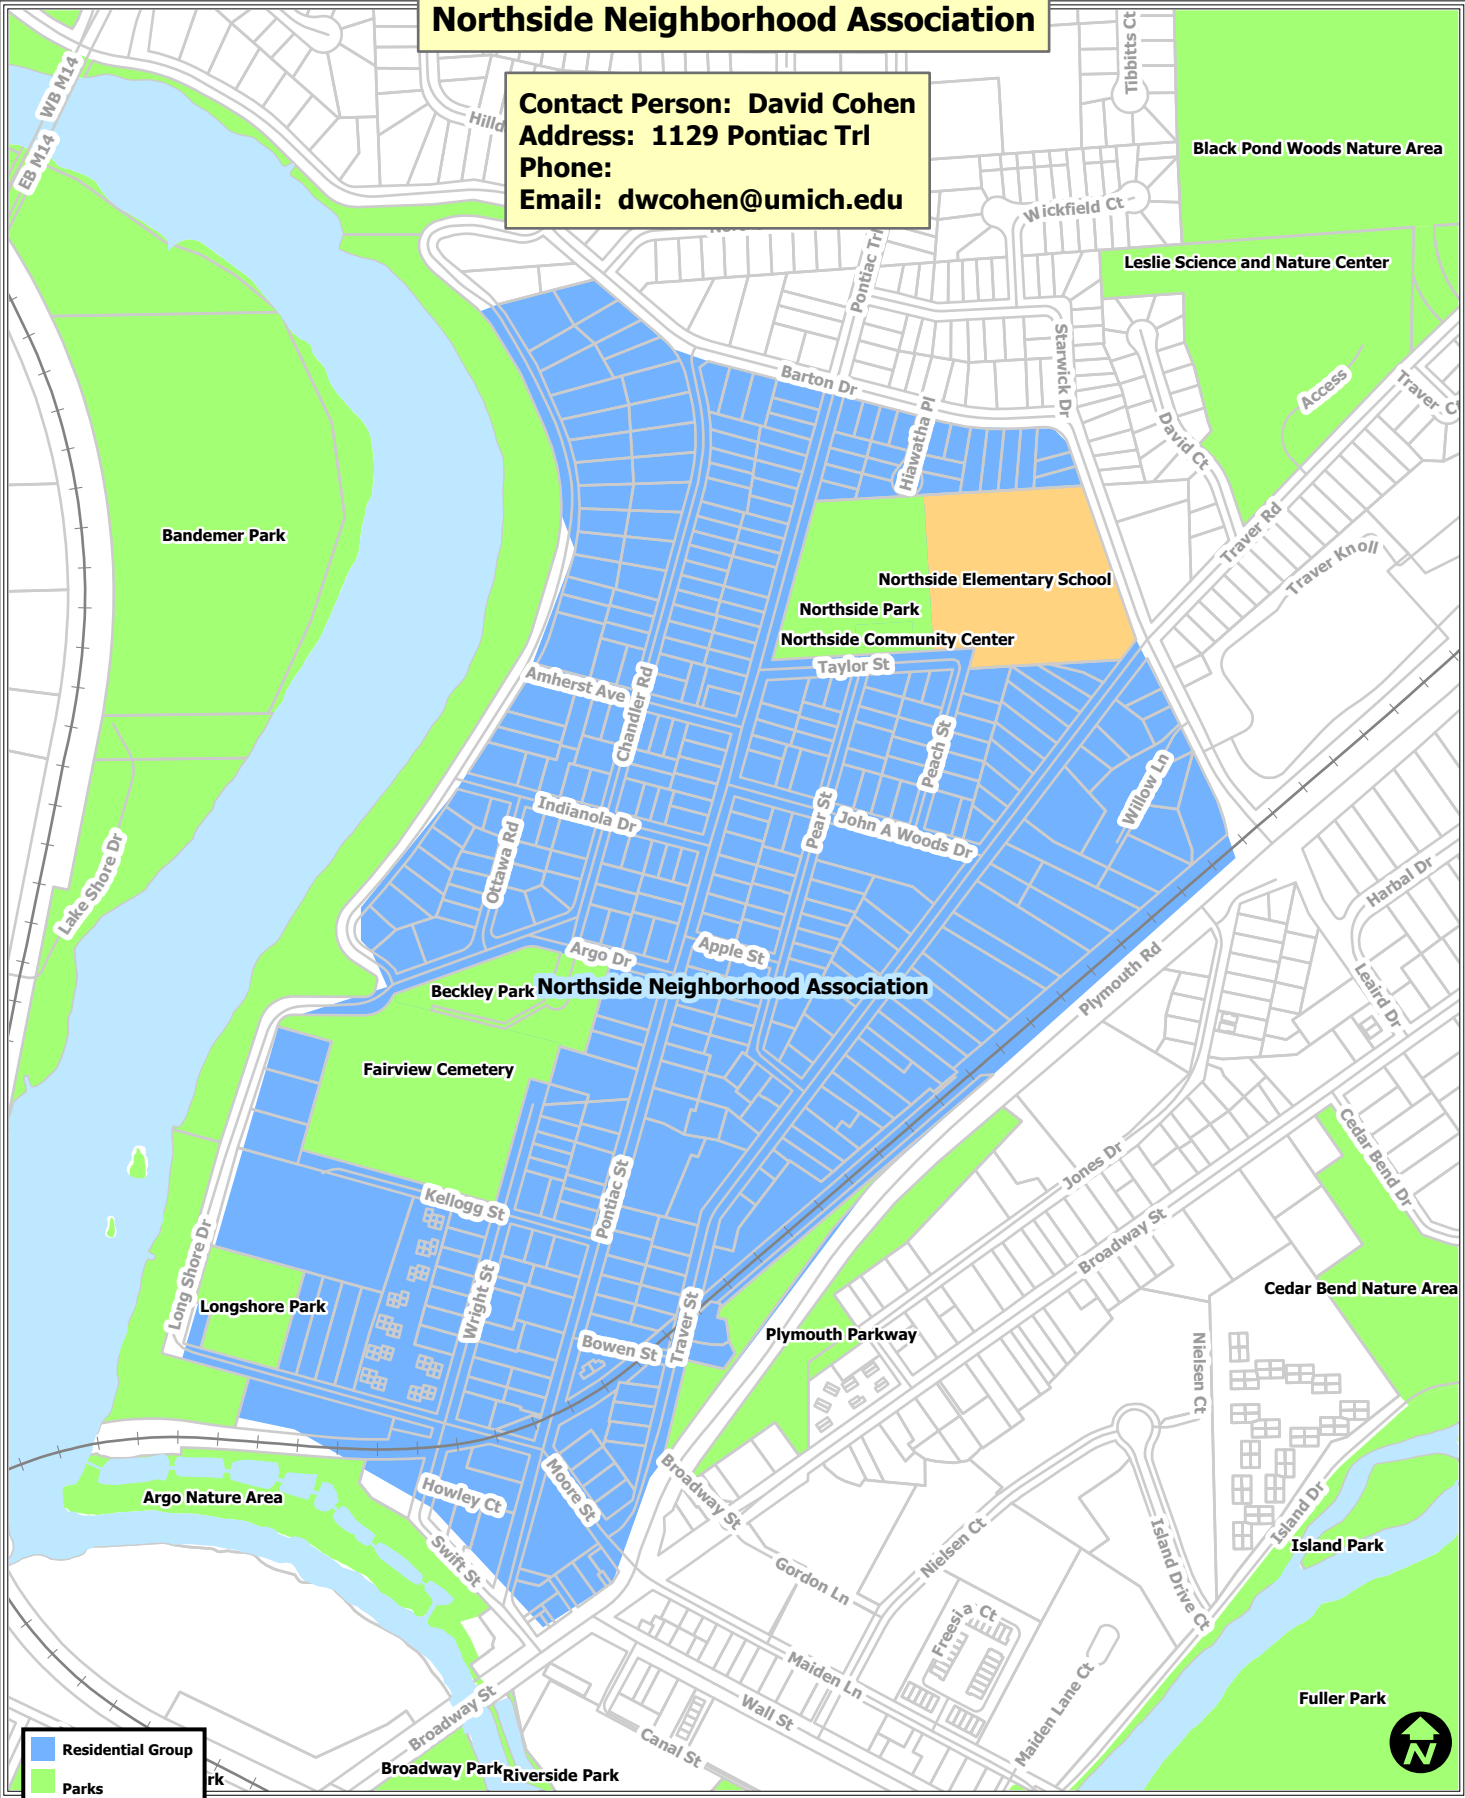 Northside Neighborhood Association
Contact Person: David Cohen
Address: 1129 Pontiac Trl
Phone:
Email: dwcohen@umich.edu
WB M14
EB M14
Tibbitts Ct
Black Pond Woods Nature Area
Wickfield Ct
Leslie Science and Nature Center
Pontiac Trl
Starwick Dr
Barton Dr
Hiawatha Pl
David Ct
Access
Traver Rd
Traver Knoll
Bandemer Park
Northside Elementary School
Northside Park
Northside Community Center
Taylor St
Amherst Ave
Chandler Rd
Peach St
Willow Ln
Indianola Dr
Pear St
John A Woods Dr
Ottawa Rd
Lake Shore Dr
Harbal Dr
Argo Dr
Apple St
Plymouth Rd
Leaird Dr
Beckley Park
Northside Neighborhood Association
Fairview Cemetery
Jones Dr
Cedar Bend Dr
Kellogg St
Pontiac St
Broadway St
Long Shore Dr
Longshore Park
Wright St
Traver St
Cedar Bend Nature Area
Bowen St
Plymouth Parkway
Nielsen Ct
Argo Nature Area
Howley Ct
Moore St
Broadway St
Swift St
Gordon Ln
Nielsen Ct
Island Drive Ct
Island Dr
Island Park
Freesia Ct
Maiden Ln
Maiden Lane Ct
Wall St
Canal St
Broadway St
Fuller Park
Broadway Park
Riverside Park
Residential Group
Parks
rk
N